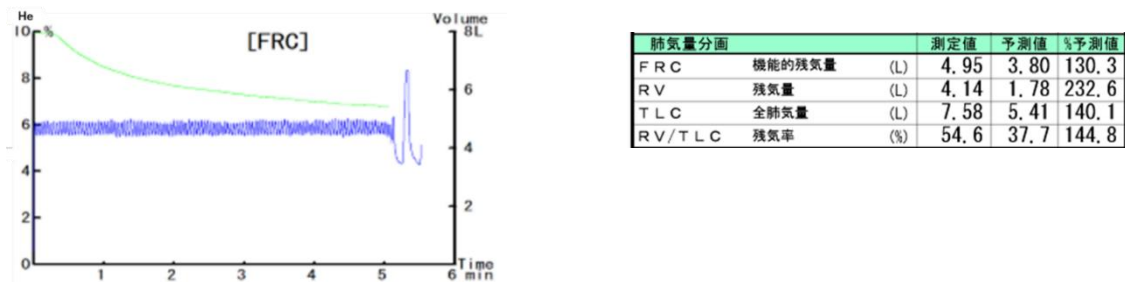 He
10 % [FRC] Volume 8L
8
6 6
4 4
2 2
0 1 2 3 4 5 6 Time min
肺気量分画 測定値 予測値 %予測値
FRC 機能的残気量 (L) 4.95 3.80 130.3
RV 残気量 (L) 4.14 1.78 232.6
TLC 全肺気量 (L) 7.58 5.41 140.1
RV/TLC 残気率 (%) 54.6 37.7 144.8